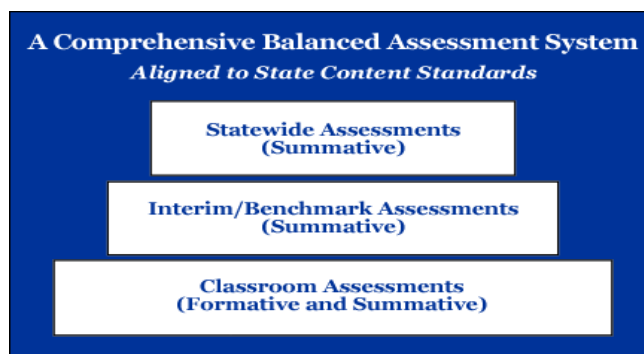 A Comprehensive Balanced Assessment System
Aligned to State Content Standards
Statewide Assessments
(Summative)
Interim/Benchmark Assessments
(Summative)
Classroom Assessments
(Formative and Summative)